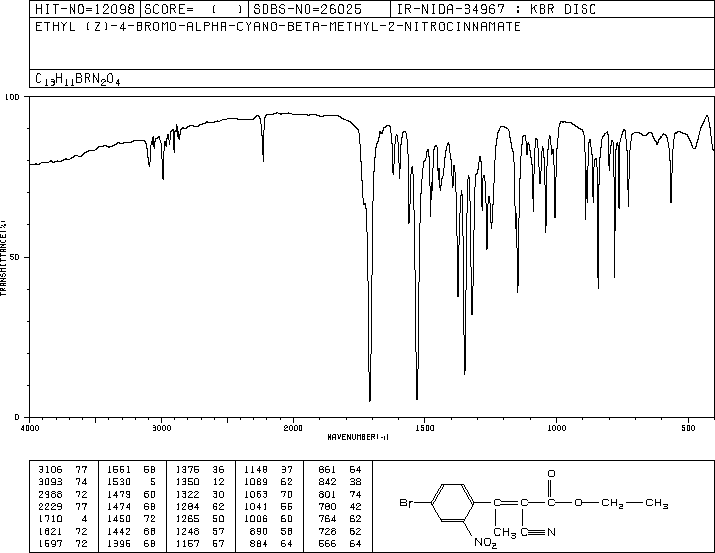 HIT-NO=12098 SCORE= ( ) SDBS-NO=26025 IR-NIDA-34967 : KBR DISC
ETHYL (Z)-4-BROMO-ALPHA-CYANO-BETA-METHYL-2-NITROCINNAMATE
C13H11BRN2O4
100
50
0
TRANSMITTANCE(%)
4000 3000 2000 1500 1000 500
WAVENUMBER(-1)
3106 77 1561 58 1376 36 1148 37 861 64
3093 74 1530 5 1350 12 1089 62 842 38
2988 72 1479 60 1322 30 1063 70 801 74
2229 77 1474 68 1284 62 1041 55 780 42
1710 4 1450 72 1265 50 1006 60 764 62
1621 72 1442 68 1248 57 890 58 728 62
1597 72 1396 68 1157 57 884 64 566 64
O
Br O CH2 CH3
CH3 C N
NO2